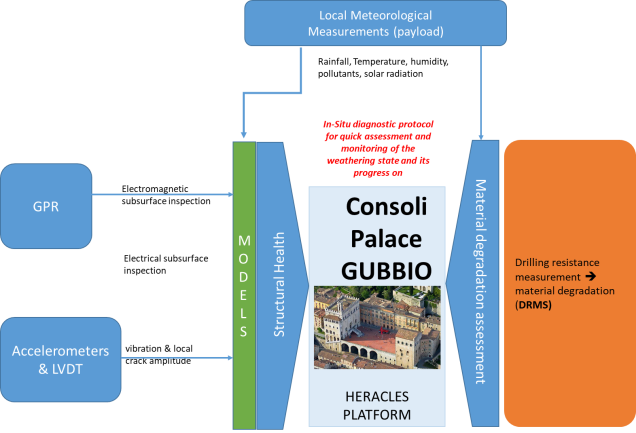 Local Meteorological
Measurements (payload)
Rainfall, Temperature, humidity,
pollutants, solar radiation
In-Situ diagnostic protocol
for quick assessment and
monitoring of the
weathering state and its
progress on
GPR
Electromagnetic
subsurface inspection
Electrical subsurface
inspection
Accelerometers
& LVDT
vibration & local
crack amplitude
MODELS
Structural Health
Consoli
Palace
GUBBIO
HERACLES
PLATFORM
Material degradation assessment
Drilling resistance
measurement ➔
material degradation
(DRMS)